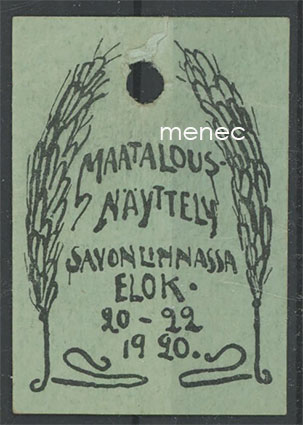 menec
MAATALOUS-
NÄYTTELY
SAVONLINNASSA
ELOK.
20-22
1920.